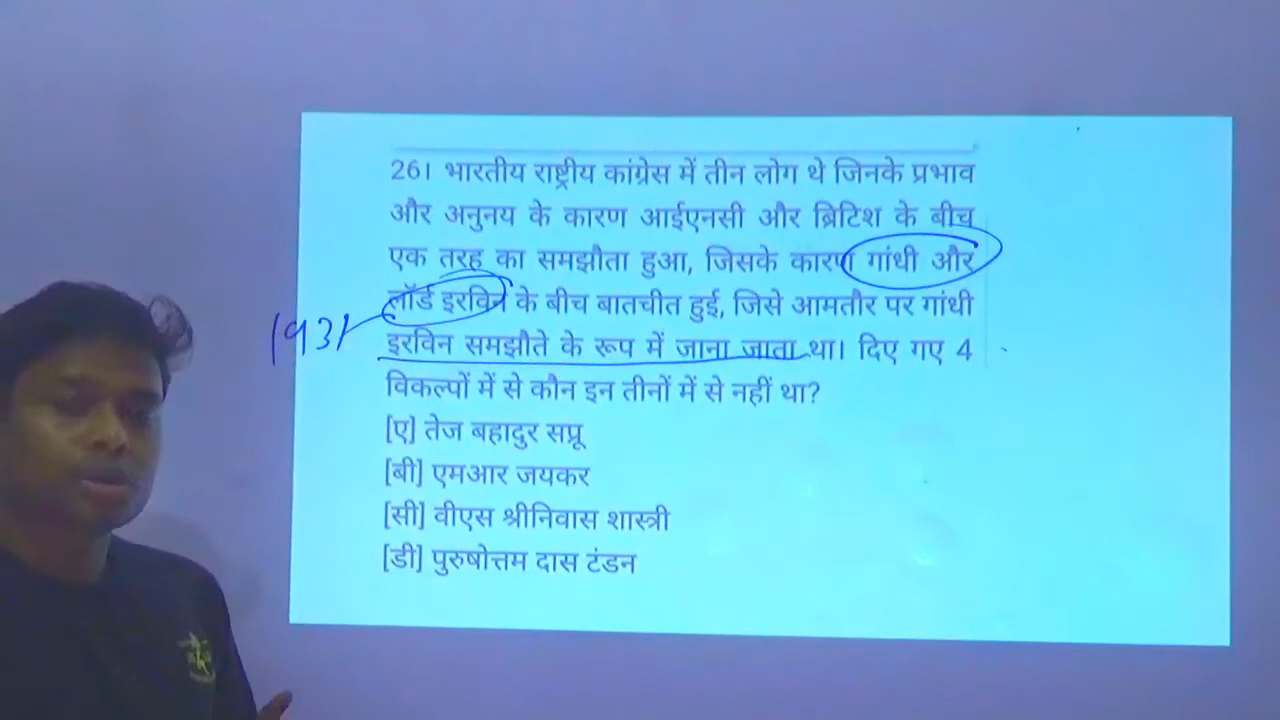 26। भारतीय राष्ट्रीय कांग्रेस में तीन लोग थे जिनके प्रभाव
और अनुनय के कारण आईएनसी और ब्रिटिश के बीच
एक तरह का समझौता हुआ, जिसके कारण गांधी और
लॉर्ड इरविन के बीच बातचीत हुई, जिसे आमतौर पर गांधी
1931
इरविन समझौते के रूप में जाना जाता था। दिए गए 4
विकल्पों में से कौन इन तीनों में से नहीं था?
[ए] तेज बहादुर सप्रू
[बी] एमआर जयकर
[सी] वीएस श्रीनिवास शास्त्री
[डी] पुरुषोत्तम दास टंडन